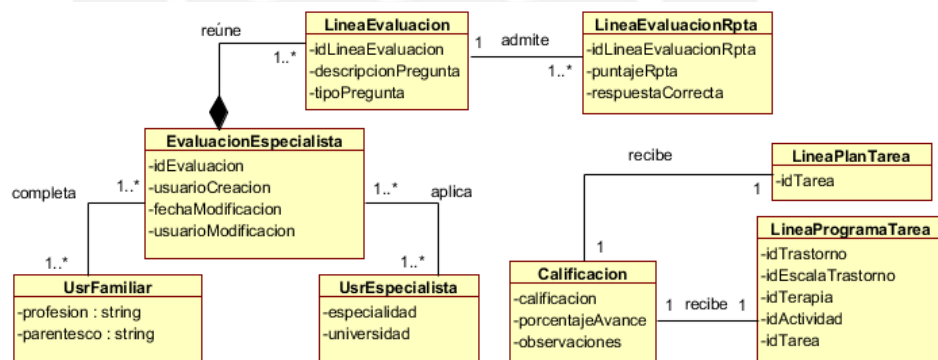 LineaEvaluacion
-idLineaEvaluacion
-descripcionPregunta
-tipoPregunta
reúne
1..*
1
admite
1..*
LineaEvaluacionRpta
-idLineaEvaluacionRpta
-puntajeRpta
-respuestaCorrecta
EvaluacionEspecialista
-idEvaluacion
-usuarioCreacion
-fechaModificacion
-usuarioModificacion
completa
1..*
1..*
1..*
aplica
1..*
UsrFamiliar
-profesion : string
-parentesco : string
UsrEspecialista
-especialidad
-universidad
recibe
1
1
LineaPlanTarea
-idTarea
Calificacion
-calificacion
-porcentajeAvance
-observaciones
1
recibe
1
LineaProgramaTarea
-idTrastorno
-idEscalaTrastorno
-idTerapia
-idActividad
-idTarea